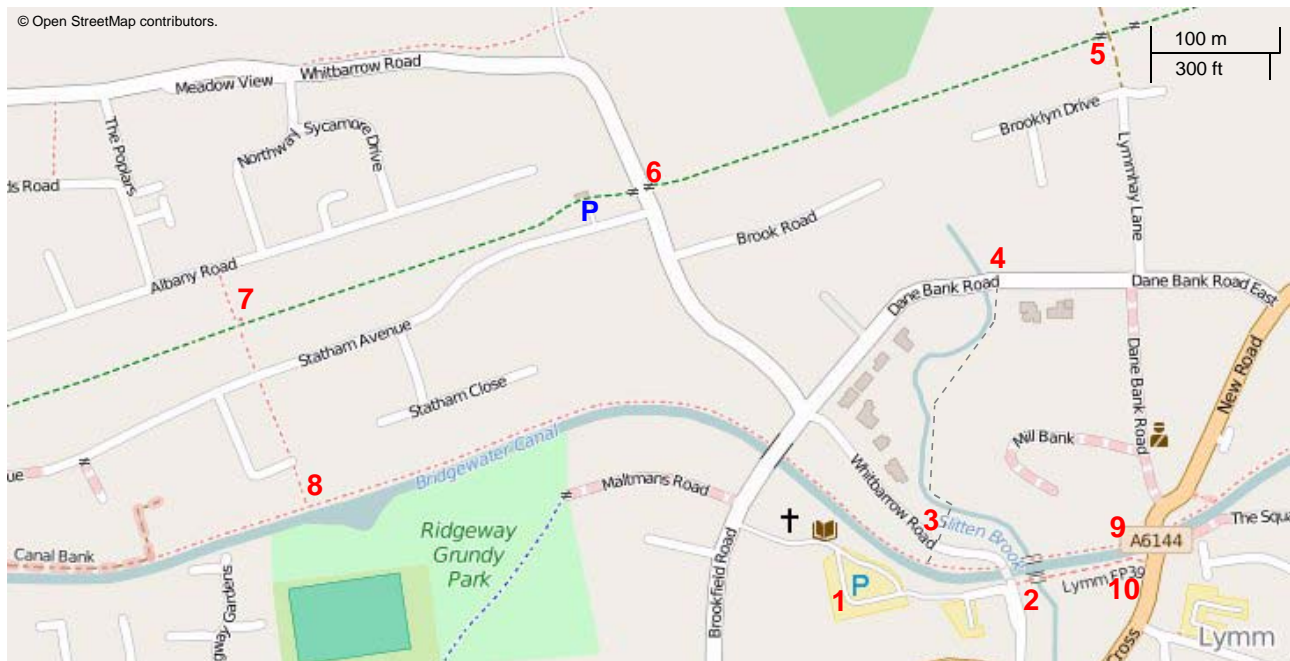 © Open StreetMap contributors.
100 m
300 ft
5
Whitbarrow Road
Meadow View
The Poplars
Northway
Sycamore Drive
ds Road
6
P
Brooklyn Drive
Lymmhay Lane
Brook Road
4
Albany Road
7
Dane Bank Road
Dane Bank Road East
Statham Avenue
Statham Close
New Road
Dane Bank Road
Mill Bank
8
Bridgewater Canal
Maltmans Road
Whitbarrow Road
3
Slitten Brook
9
The Squa
A6144
ue
Canal Bank
Ridgeway
Grundy
Park
gway Gardens
Brookfield Road
P
1
2
Lymm FP39
10
Cross
Lymm